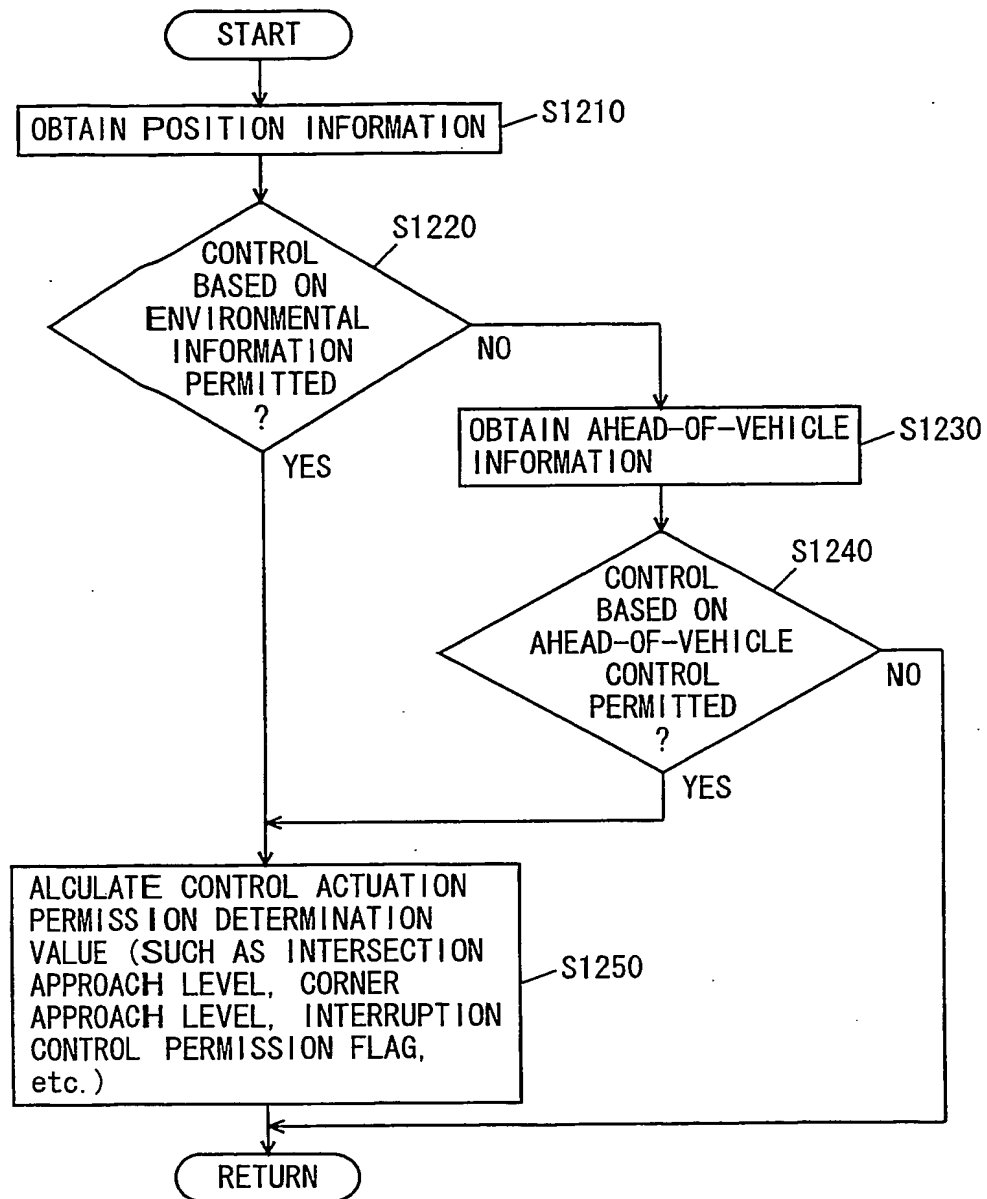 START
OBTAIN POSITION INFORMATION
S1210
S1220
CONTROL
BASED ON
ENVIRONMENTAL
INFORMATION
PERMITTED
?
NO
YES
OBTAIN AHEAD-OF-VEHICLE
INFORMATION
S1230
S1240
CONTROL
BASED ON
AHEAD-OF-VEHICLE
CONTROL
PERMITTED
?
NO
YES
ALCULATE CONTROL ACTUATION
PERMISSION DETERMINATION
VALUE (SUCH AS INTERSECTION
APPROACH LEVEL, CORNER
APPROACH LEVEL, INTERRUPTION
CONTROL PERMISSION FLAG,
etc.)
S1250
RETURN